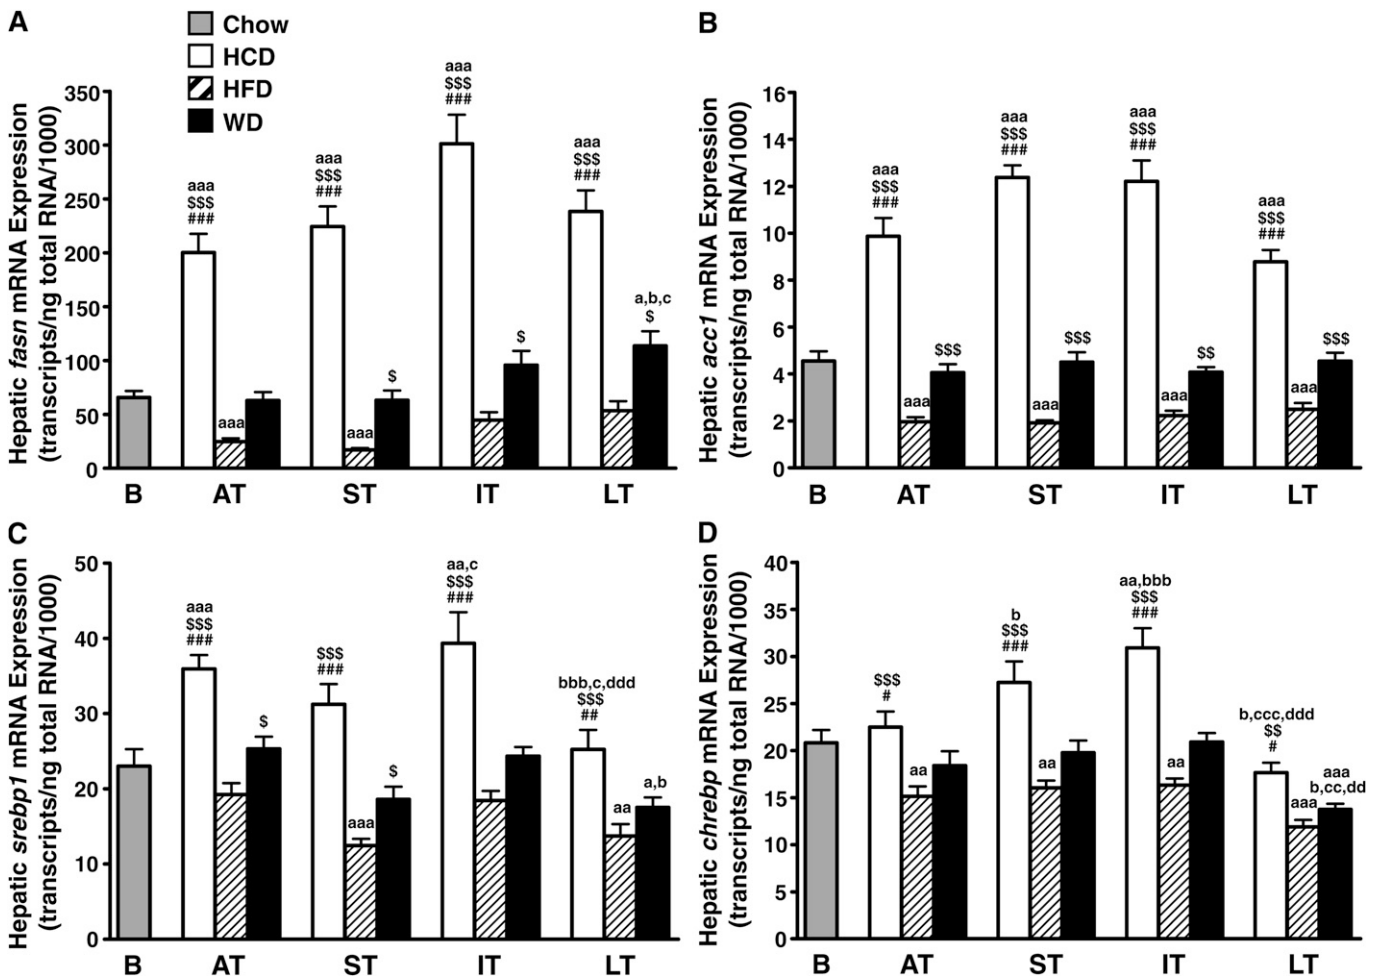 A
Chow
HCD
HFD
WD
Hepatic fasn mRNA Expression
(transcripts/ng total RNA/1000)
350
300
250
200
150
100
50
0
aaa
$$$
###
aaa
aaa
$$$
###
aaa
$
aaa
$$$
###
$
aaa
$$$
###
a,b,c
$
B AT ST IT LT
B
Hepatic acc1 mRNA Expression
(transcripts/ng total RNA/1000)
16
14
12
10
8
6
4
2
0
aaa
$$$
###
aaa
$$$
aaa
$$$
###
aaa
$$$
aaa
$$$
###
aaa
$$
aaa
$$$
###
aaa
$$$
B AT ST IT LT
C
Hepatic srebp1 mRNA Expression
(transcripts/ng total RNA/1000)
50
40
30
20
10
0
aaa
$$$
###
$
$$$
###
aaa
$
aa,c
$$$
###
bbb,c,ddd
$$$
##
aa
a,b
B AT ST IT LT
D
Hepatic chrebp mRNA Expression
(transcripts/ng total RNA/1000)
40
35
30
25
20
15
10
5
0
$$$
#
aa
b
$$$
###
aa
aa,bbb
$$$
###
aa
b,ccc,ddd
$$
#
aaa
aaa
b,cc,dd
B AT ST IT LT